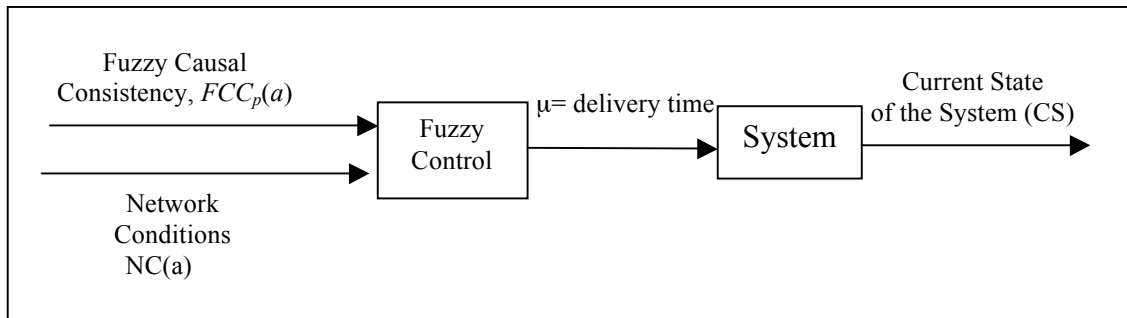 Fuzzy Causal
Consistency, FCCp(a)
Network
Conditions
NC(a)
Fuzzy
Control
μ= delivery time
System
Current State
of the System (CS)